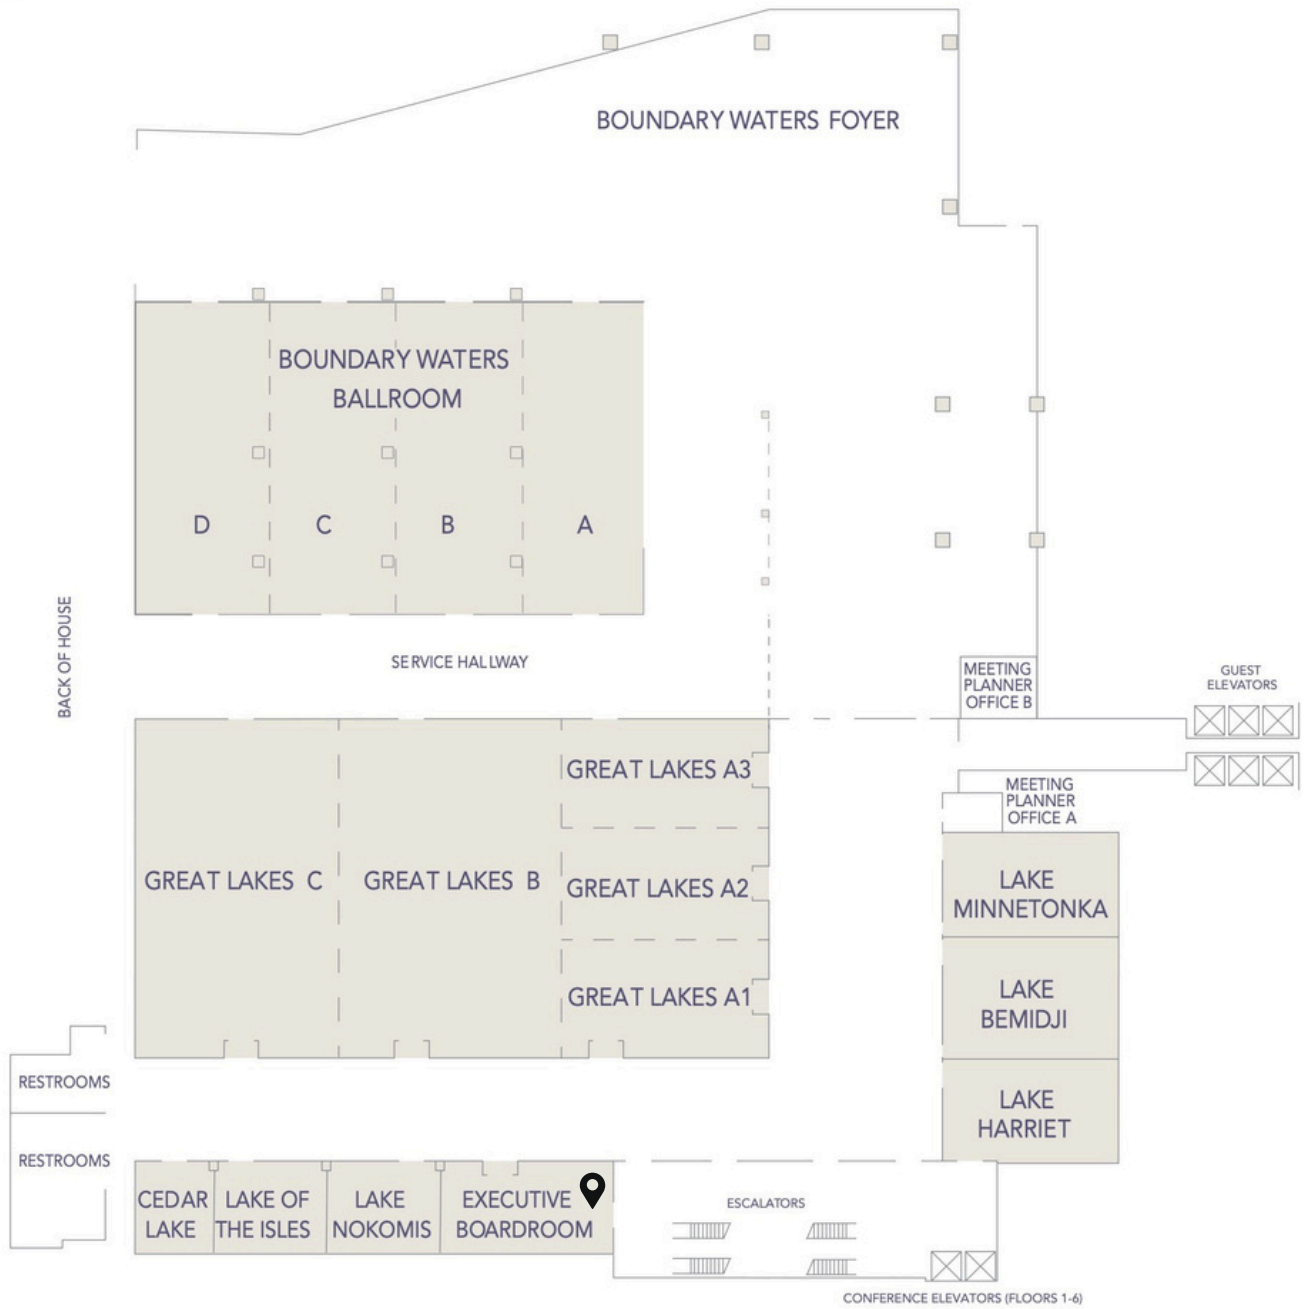 BOUNDARY WATERS FOYER
BOUNDARY WATERS
BALLROOM
D
C
B
A
BACK OF HOUSE
SERVICE HALLWAY
MEETING
PLANNER
OFFICE B
GUEST
ELEVATORS
GREAT LAKES A3
MEETING
PLANNER
OFFICE A
GREAT LAKES C
GREAT LAKES B
GREAT LAKES A2
LAKE
MINNETONKA
GREAT LAKES A1
LAKE
BEMIDJI
RESTROOMS
LAKE
HARRIET
RESTROOMS
CEDAR
LAKE
LAKE OF
THE ISLES
LAKE
NOKOMIS
EXECUTIVE
BOARDROOM
ESCALATORS
CONFERENCE ELEVATORS (FLOORS 1-6)